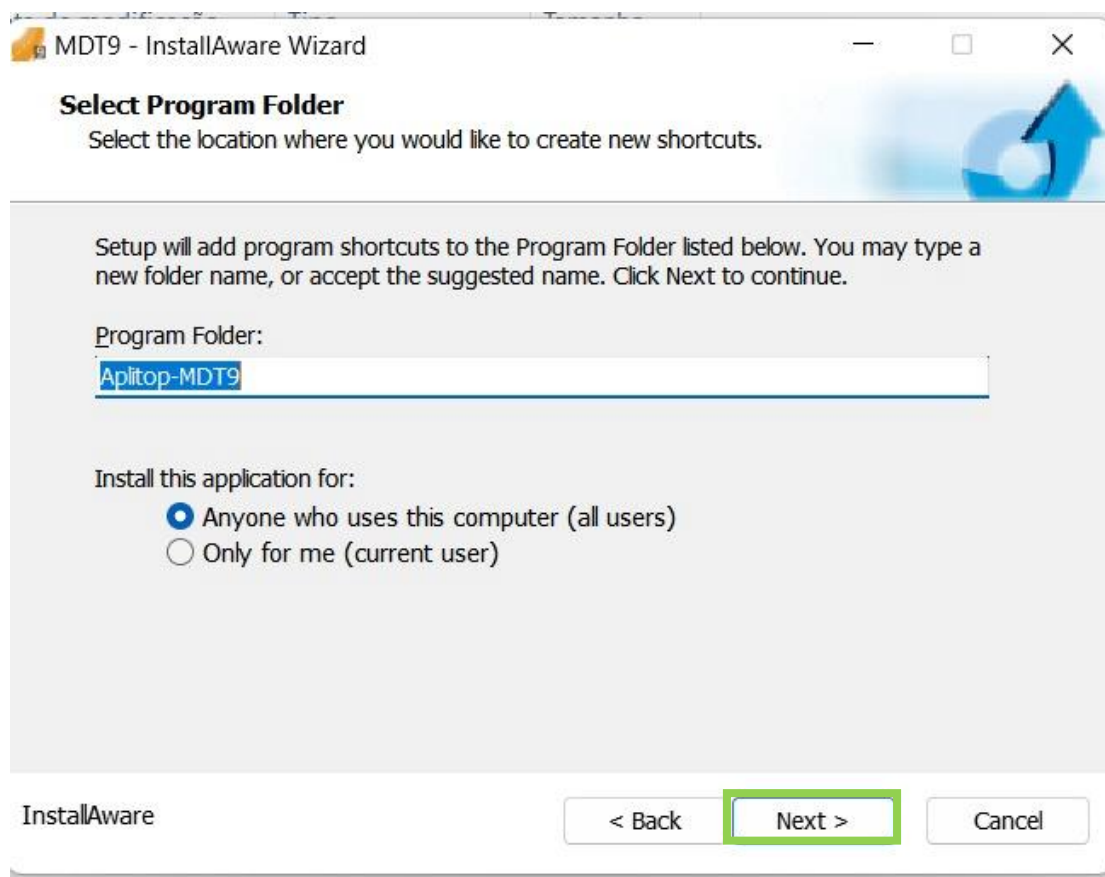 MDT9 - InstallAware Wizard
Select Program Folder
Select the location where you would like to create new shortcuts.
Setup will add program shortcuts to the Program Folder listed below. You may type a
new folder name, or accept the suggested name. Click Next to continue.
Program Folder:
Aplitop-MDT9
Install this application for:
Anyone who uses this computer (all users)
Only for me (current user)
InstallAware
< Back
Next >
Cancel